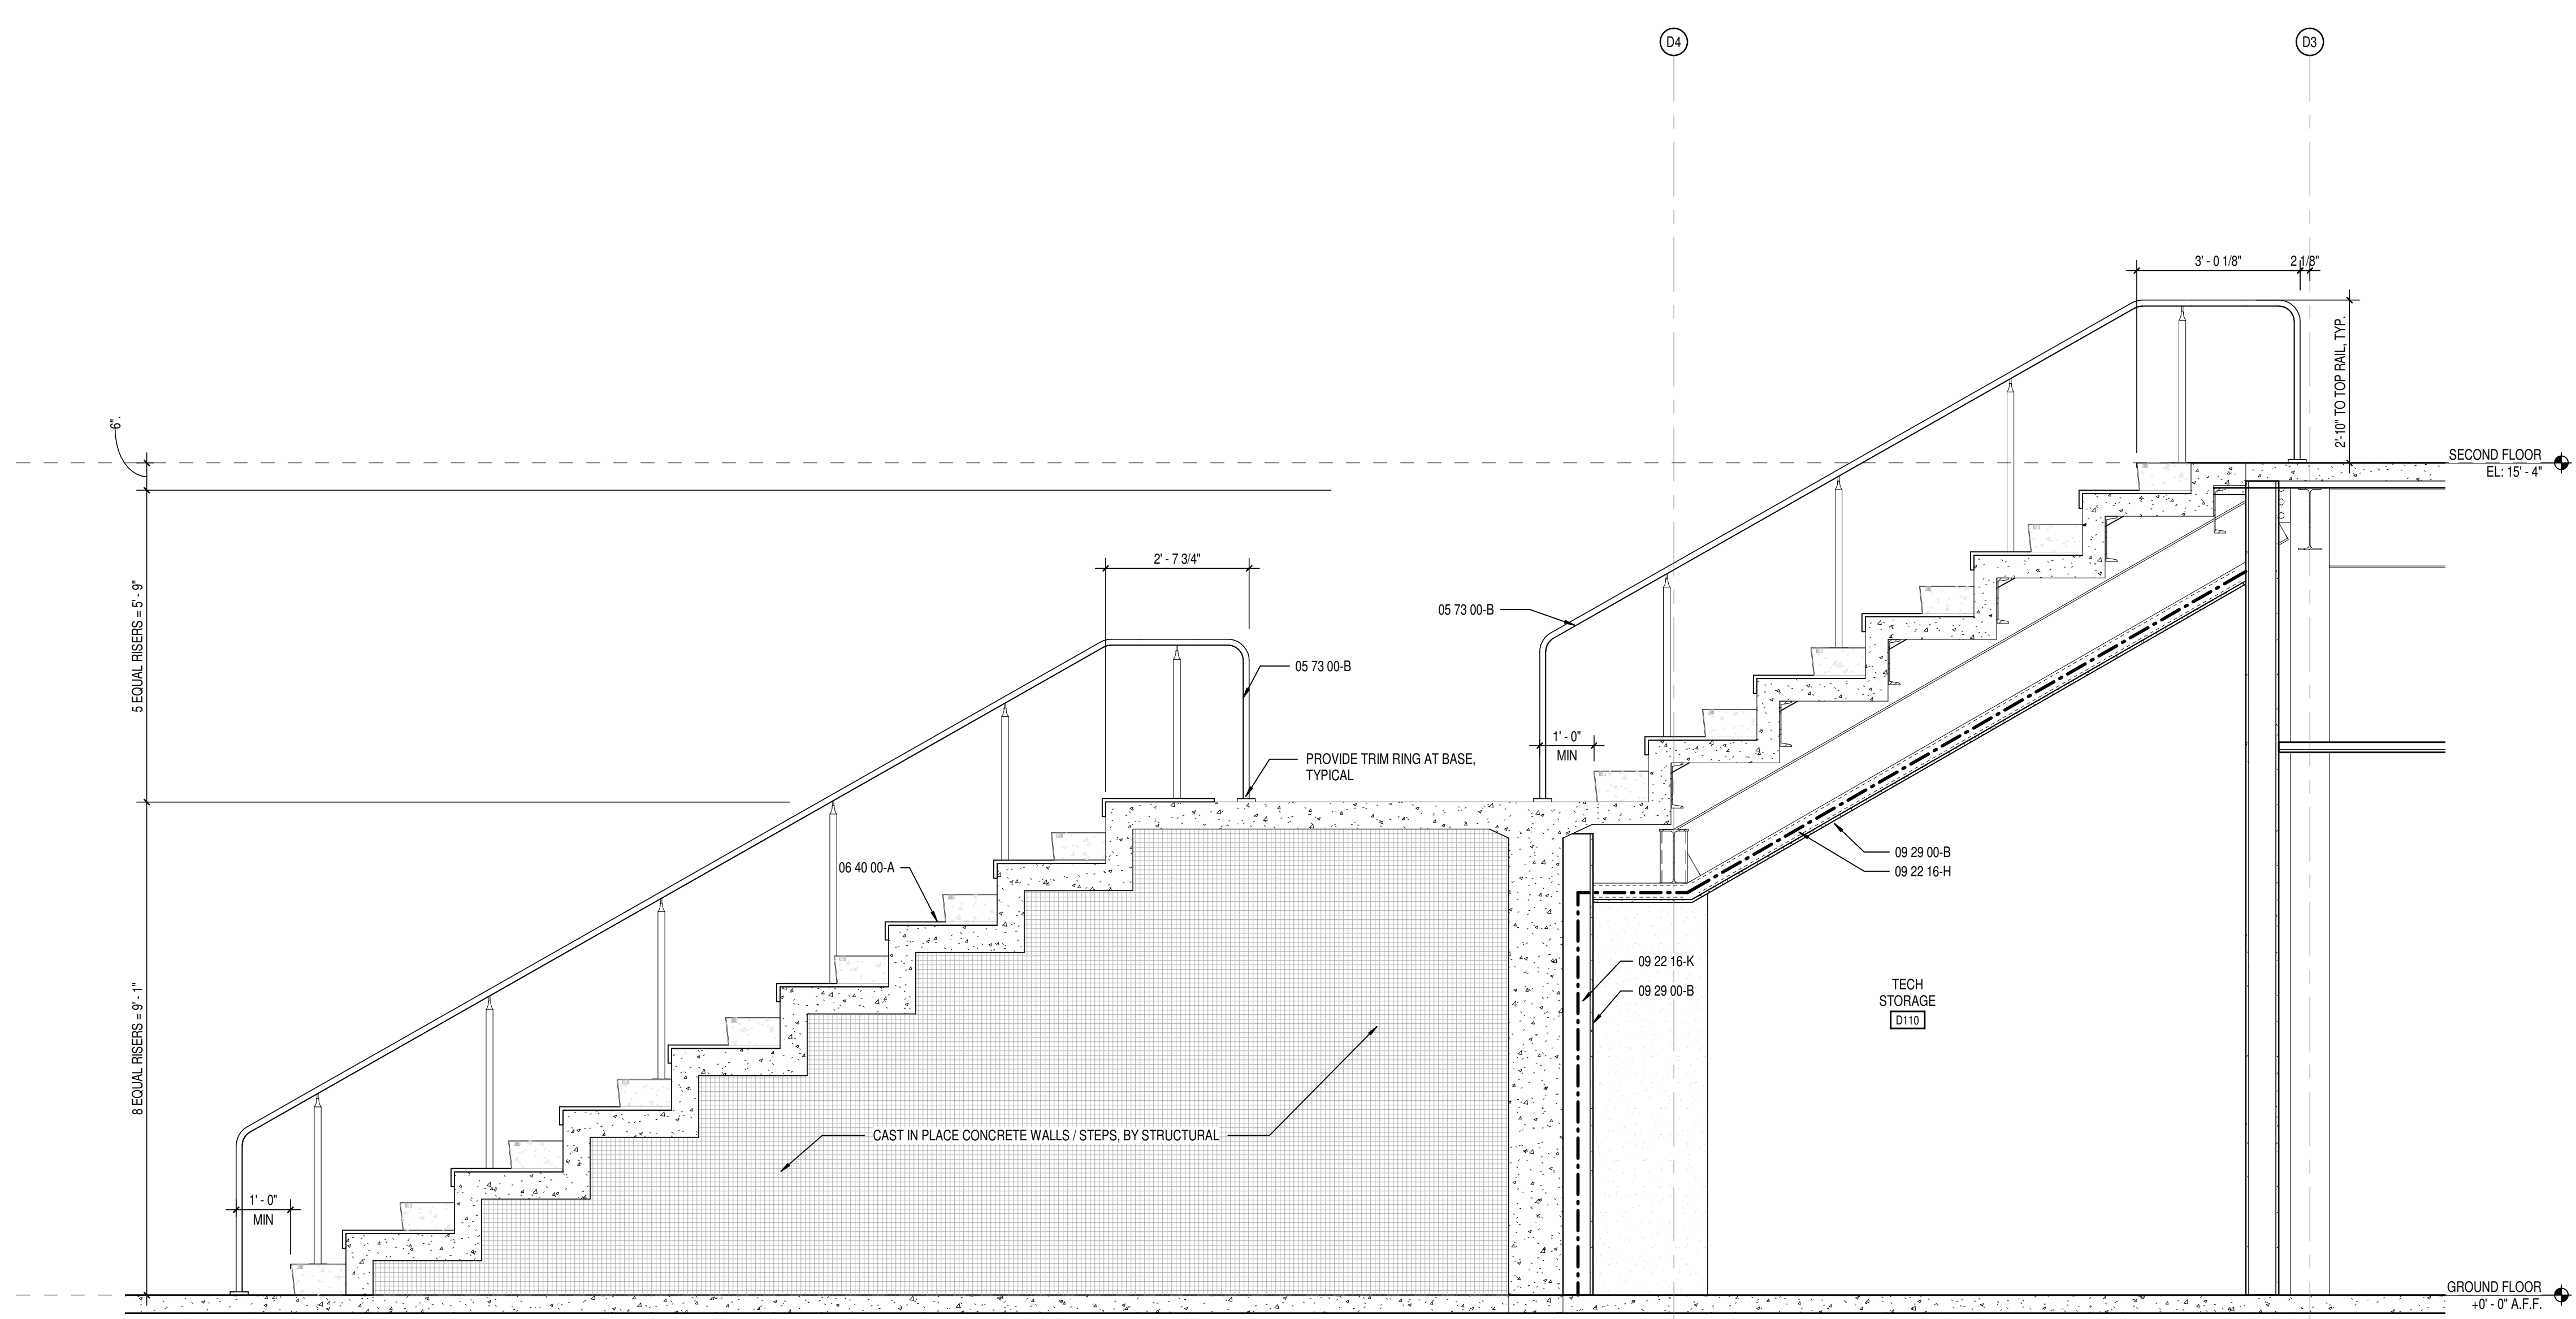 D4
D3
3' - 0 1/8"
2 1/8"
2'-10" TO TOP RAIL, TYP.
6" .
SECOND FLOOR
EL: 15' - 4"
2' - 7 3/4"
5 EQUAL RISERS = 5' - 9"
05 73 00-B
05 73 00-B
1' - 0"
MIN
PROVIDE TRIM RING AT BASE,
TYPICAL
06 40 00-A
09 29 00-B
09 22 16-H
09 22 16-K
09 29 00-B
TECH
STORAGE
D110
8 EQUAL RISERS = 9' - 1"
CAST IN PLACE CONCRETE WALLS / STEPS, BY STRUCTURAL
1' - 0"
MIN
GROUND FLOOR
+0' - 0" A.F.F.